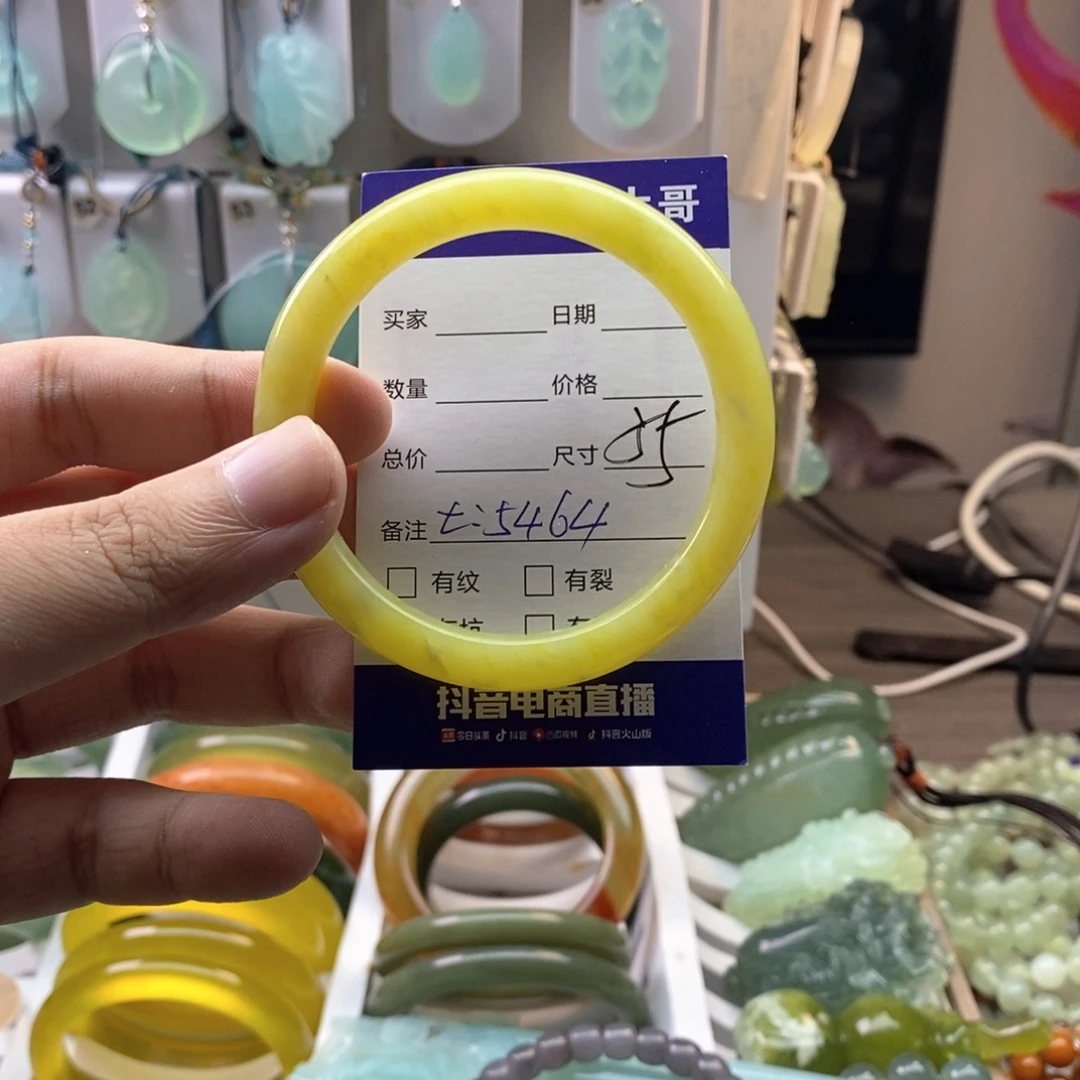 哥
买家 日期
数量 价格
总价 尺寸
备注 t:5464
有纹 有裂
抖音电商直播
今日头条 抖音 西瓜视频 抖音火山版